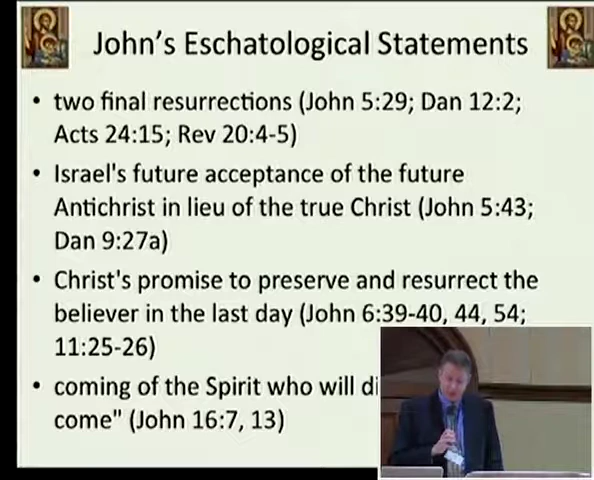 John's Eschatological Statements
• two final resurrections (John 5:29; Dan 12:2;
Acts 24:15; Rev 20:4-5)
• Israel's future acceptance of the future
Antichrist in lieu of the true Christ (John 5:43;
Dan 9:27a)
• Christ's promise to preserve and resurrect the
believer in the last day (John 6:39-40, 44, 54;
11:25-26)
• coming of the Spirit who will di
come" (John 16:7, 13)